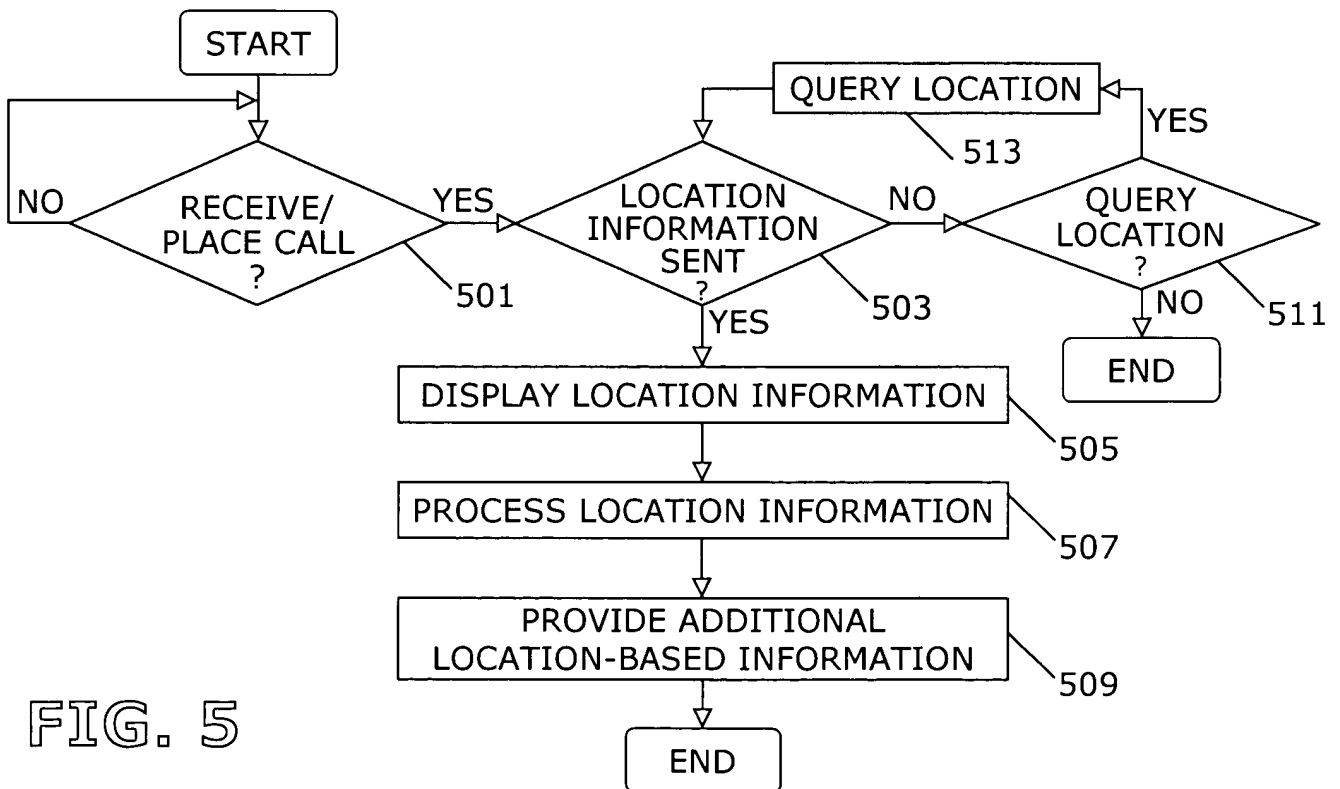 START
QUERY LOCATION
YES
513
NO
RECEIVE/
PLACE CALL
?
YES
501
LOCATION
INFORMATION
SENT
?
NO
503
QUERY
LOCATION
?
511
YES
NO
END
DISPLAY LOCATION INFORMATION
505
PROCESS LOCATION INFORMATION
507
PROVIDE ADDITIONAL
LOCATION-BASED INFORMATION
509
END
FIG. 5